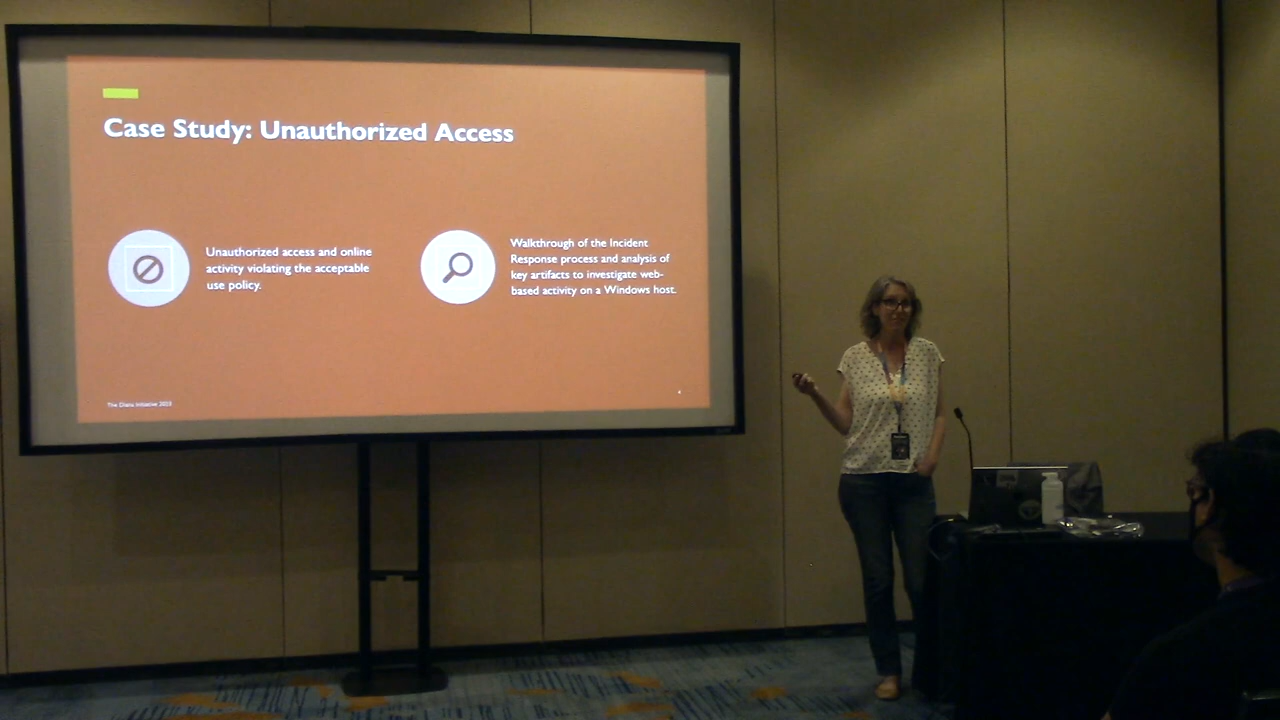 Case Study: Unauthorized Access
Unauthorized access and online
activity violating the acceptable
use policy.
Walkthrough of the Incident
Response process and analysis of
key artifacts to investigate web-
based activity on a Windows host.
The Diana Initiative 2023
4